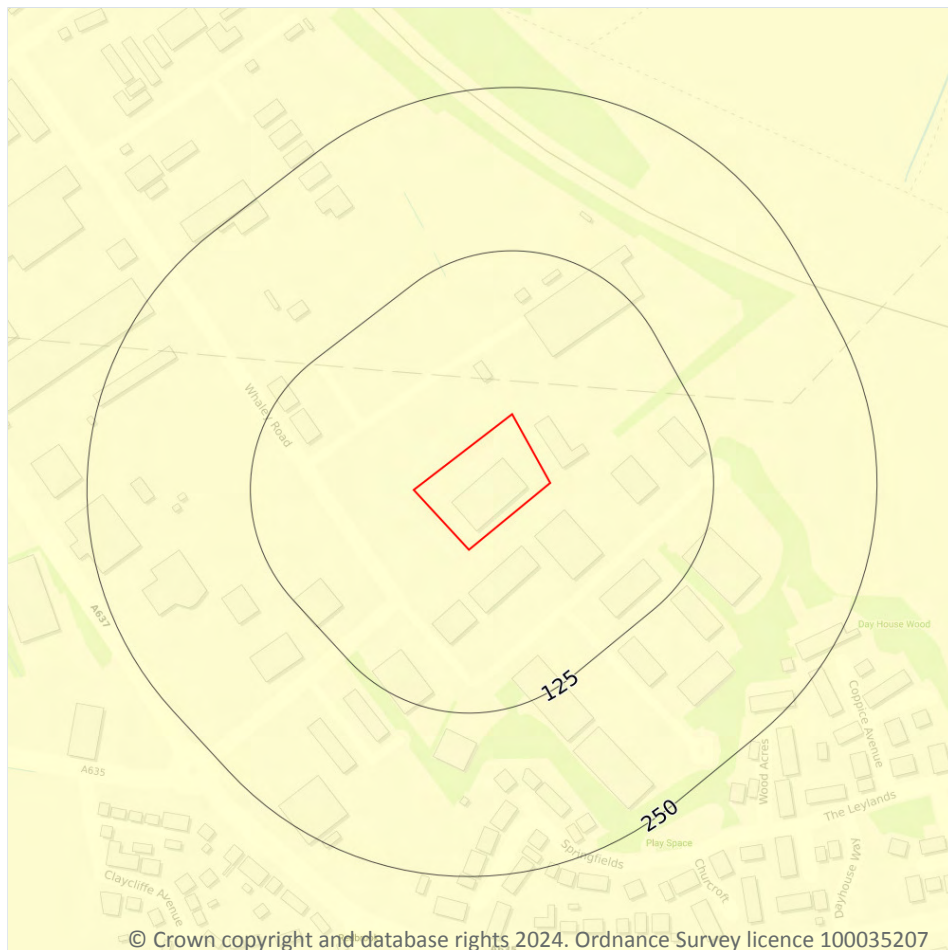 Whaley Road
A637
Day House Wood
125
Coppice Avenue
A635
Wood Acres
250
The Leylands
Play Space
Springfields
Churcroft
Dayhouse Way
Claycliffe Avenue
© Crown copyright and database rights 2024. Ordnance Survey licence 100035207